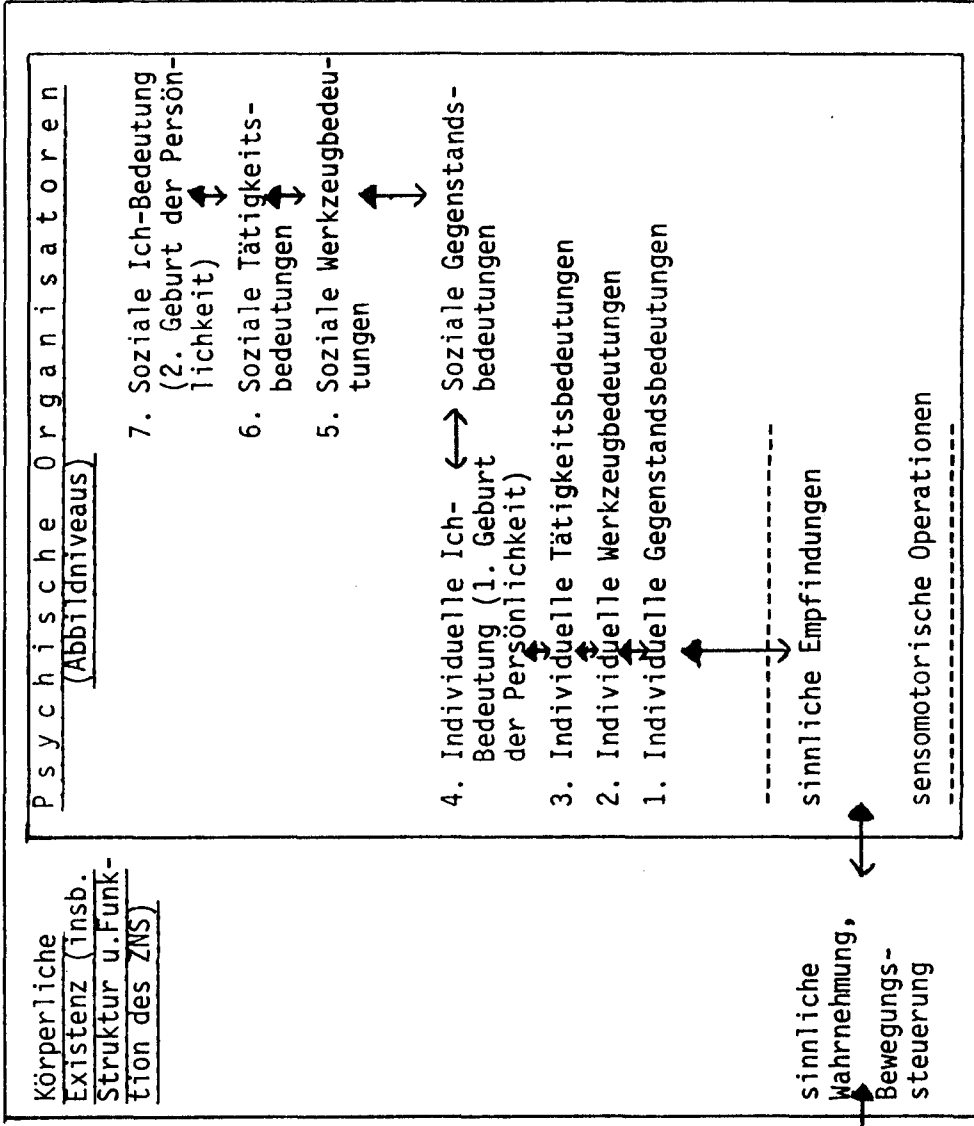 Körperliche
Existenz (insb.
Struktur u.Funk-
tion des ZNS)
sinnliche
Wahrnehmung,
Bewegungs-
steuerung
P s y c h i s c h e O r g a n i s a t o r e n
(Abbildniveaus)
7. Soziale Ich-Bedeutung
(2. Geburt der Persön-
lichkeit)
6. Soziale Tätigkeits-
bedeutungen
5. Soziale Werkzeugbedeu-
tungen
4. Individuelle Ich-
Bedeutung (1. Geburt
der Persönlichkeit)
Soziale Gegenstands-
bedeutungen
3. Individuelle Tätigkeitsbedeutungen
2. Individuelle Werkzeugbedeutungen
1. Individuelle Gegenstandsbedeutungen
sinnliche Empfindungen
sensomotorische Operationen